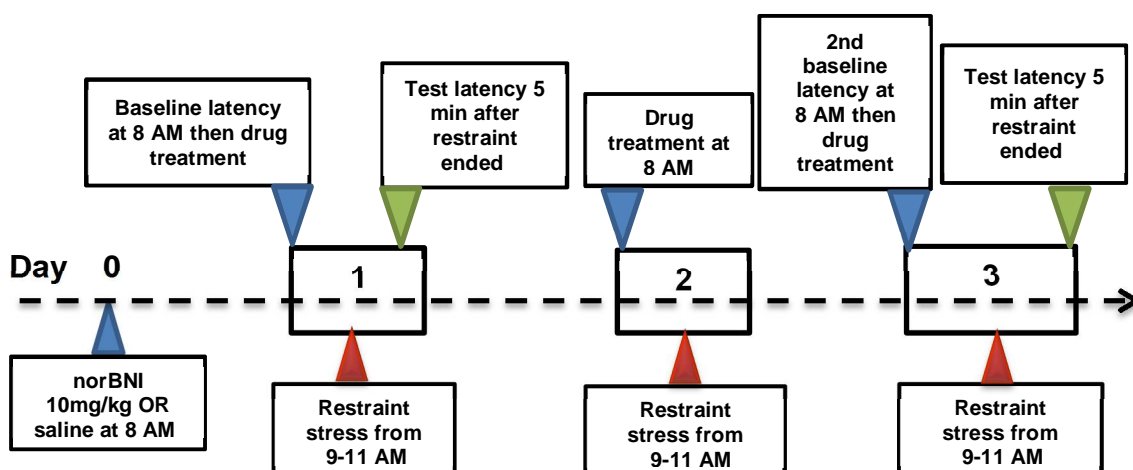 Baseline latency
at 8 AM then drug
treatment
Test latency 5
min after
restraint
ended
Drug
treatment at
8 AM
2nd
baseline
latency at
8 AM then
drug
treatment
Test latency 5
min after
restraint
ended
Day 0
1
2
3
norBNI
10mg/kg OR
saline at 8 AM
Restraint
stress from
9-11 AM
Restraint
stress from
9-11 AM
Restraint
stress from
9-11 AM